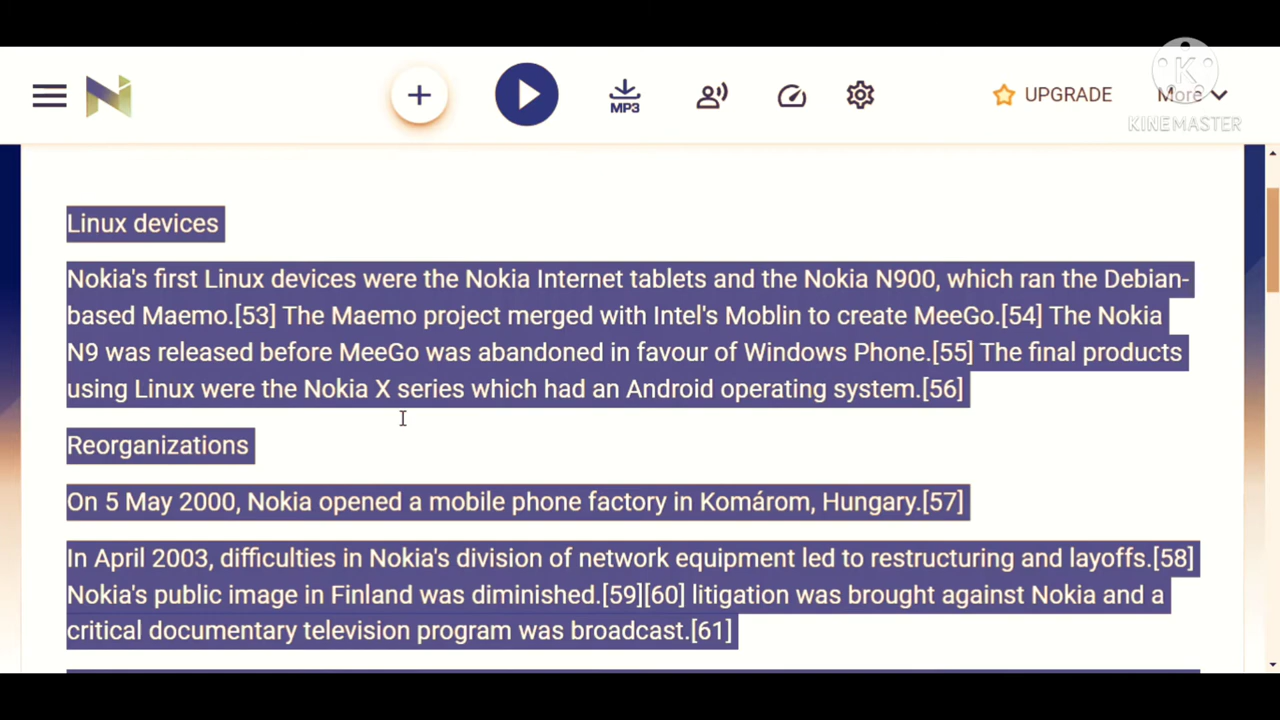 MP3
UPGRADE
More
K
KINEMASTER
Linux devices
Nokia's first Linux devices were the Nokia Internet tablets and the Nokia N900, which ran the Debian-
based Maemo.[53] The Maemo project merged with Intel's Moblin to create MeeGo.[54] The Nokia
N9 was released before MeeGo was abandoned in favour of Windows Phone.[55] The final products
using Linux were the Nokia X series which had an Android operating system.[56]
Reorganizations
On 5 May 2000, Nokia opened a mobile phone factory in Komárom, Hungary.[57]
In April 2003, difficulties in Nokia's division of network equipment led to restructuring and layoffs.[58]
Nokia's public image in Finland was diminished.[59][60] litigation was brought against Nokia and a
critical documentary television program was broadcast.[61]